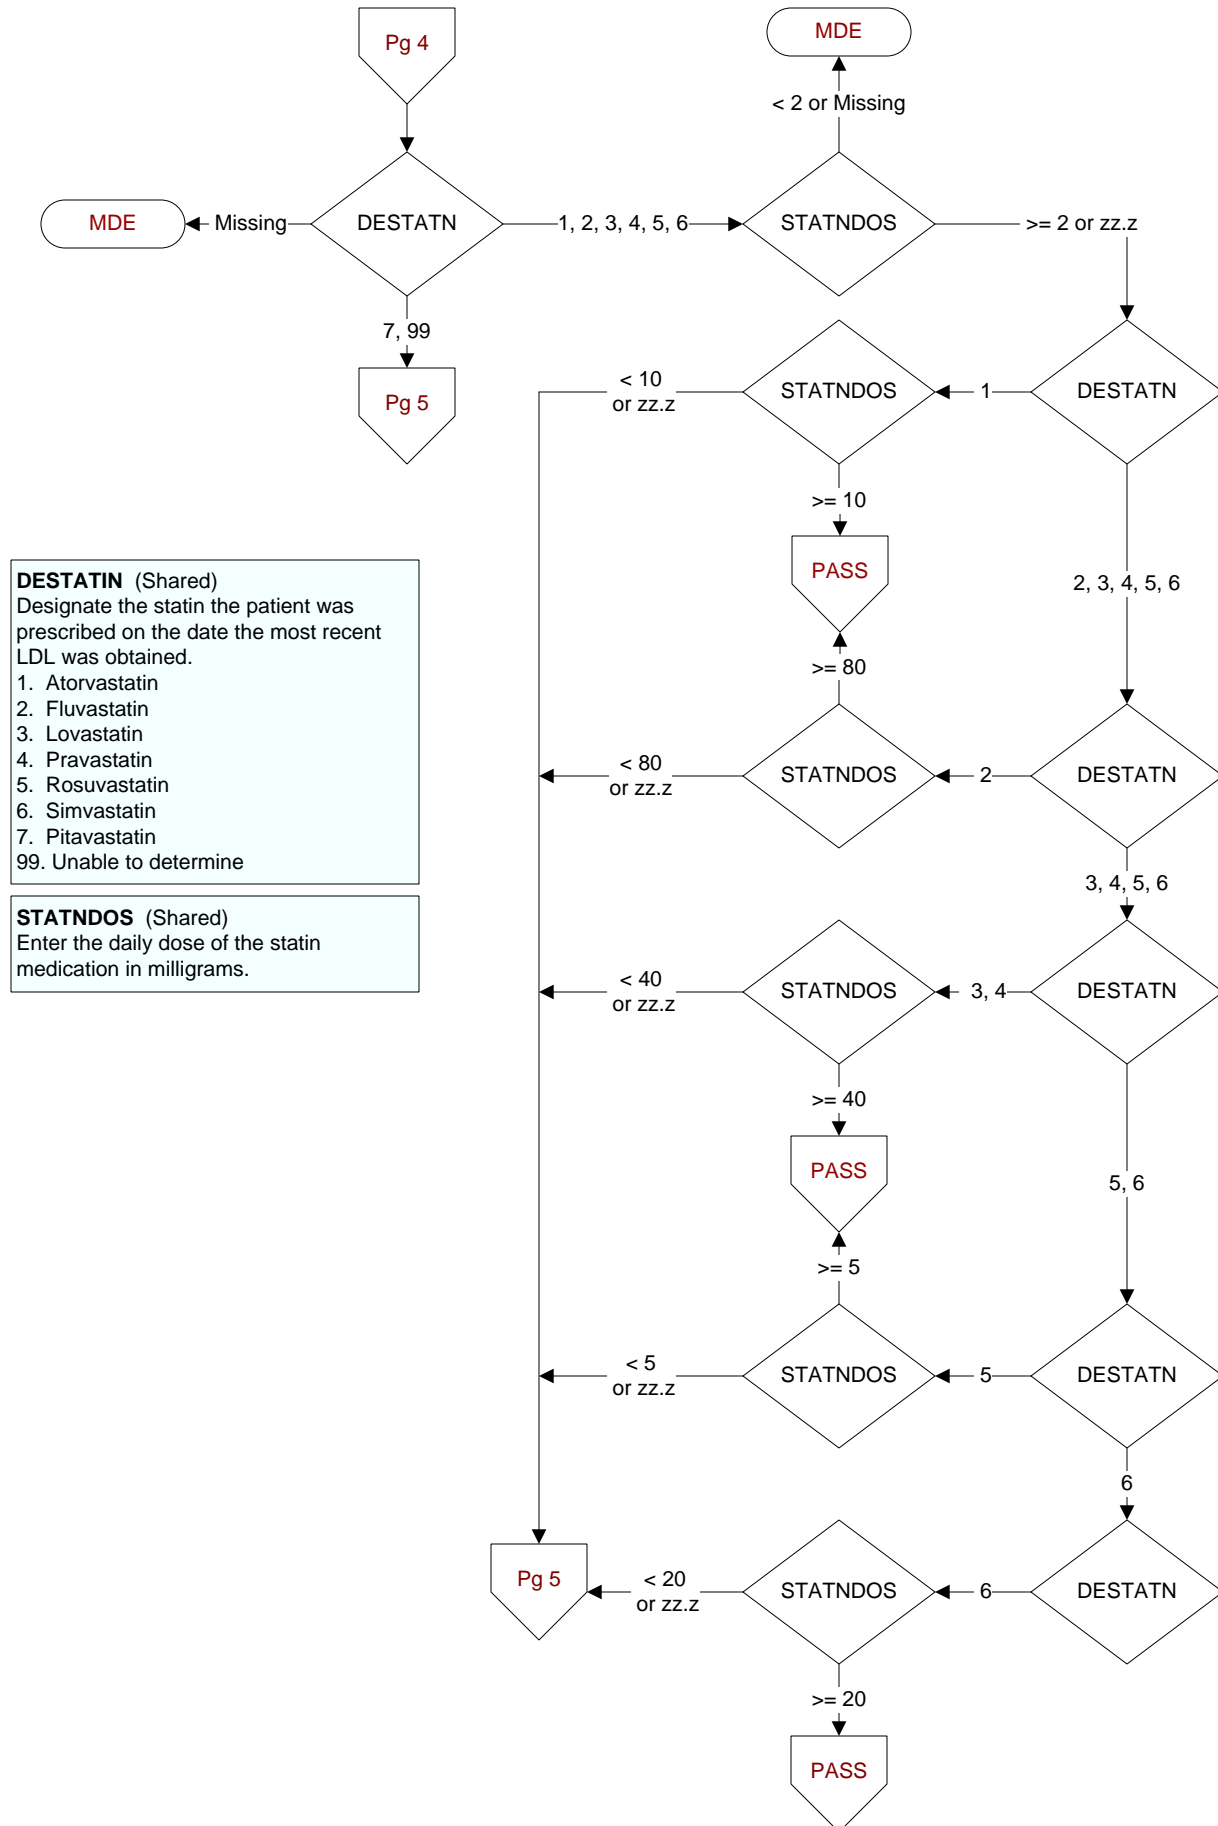 Pg 4
MDE
< 2 or Missing
MDE
Missing
DESTATN
1, 2, 3, 4, 5, 6
STATNDOS
>= 2 or zz.z
7, 99
Pg 5
< 10
or zz.z
STATNDOS
1
DESTATN
>= 10
PASS
2, 3, 4, 5, 6
>= 80
< 80
or zz.z
STATNDOS
2
DESTATN
3, 4, 5, 6
DESTATIN (Shared)
Designate the statin the patient was
prescribed on the date the most recent
LDL was obtained.
1. Atorvastatin
2. Fluvastatin
3. Lovastatin
4. Pravastatin
5. Rosuvastatin
6. Simvastatin
7. Pitavastatin
99. Unable to determine
STATNDOS (Shared)
Enter the daily dose of the statin
medication in milligrams.
< 40
or zz.z
STATNDOS
3, 4
DESTATN
>= 40
PASS
5, 6
>= 5
< 5
or zz.z
STATNDOS
5
DESTATN
6
Pg 5
< 20
or zz.z
STATNDOS
6
DESTATN
>= 20
PASS